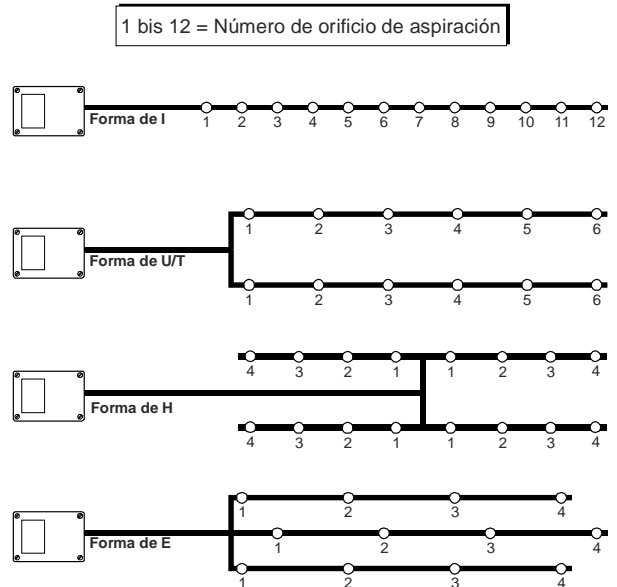 1 bis 12 = Número de orificio de aspiración
Forma de I
1 2 3 4 5 6 7 8 9 10 11 12
1 2 3 4 5 6
Forma de U/T
1 2 3 4 5 6
4 3 2 1 1 2 3 4
Forma de H
4 3 2 1 1 2 3 4
1 2 3 4
Forma de E
1 2 3 4
1 2 3 4